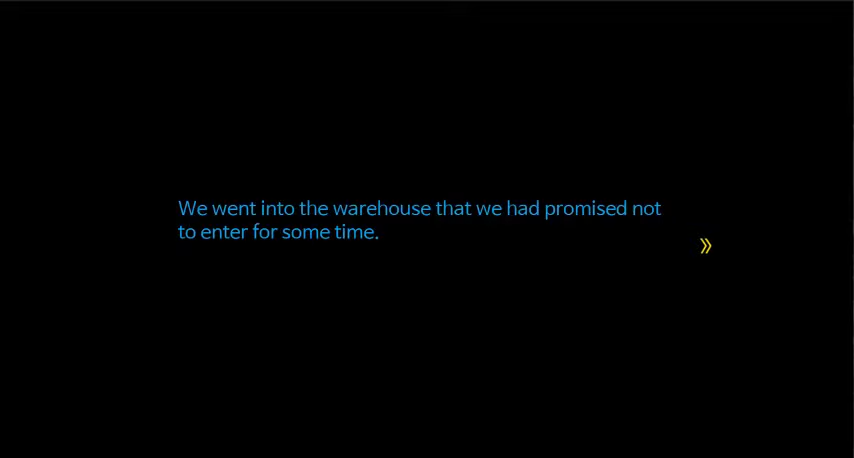 We went into the warehouse that we had promised not
to enter for some time.